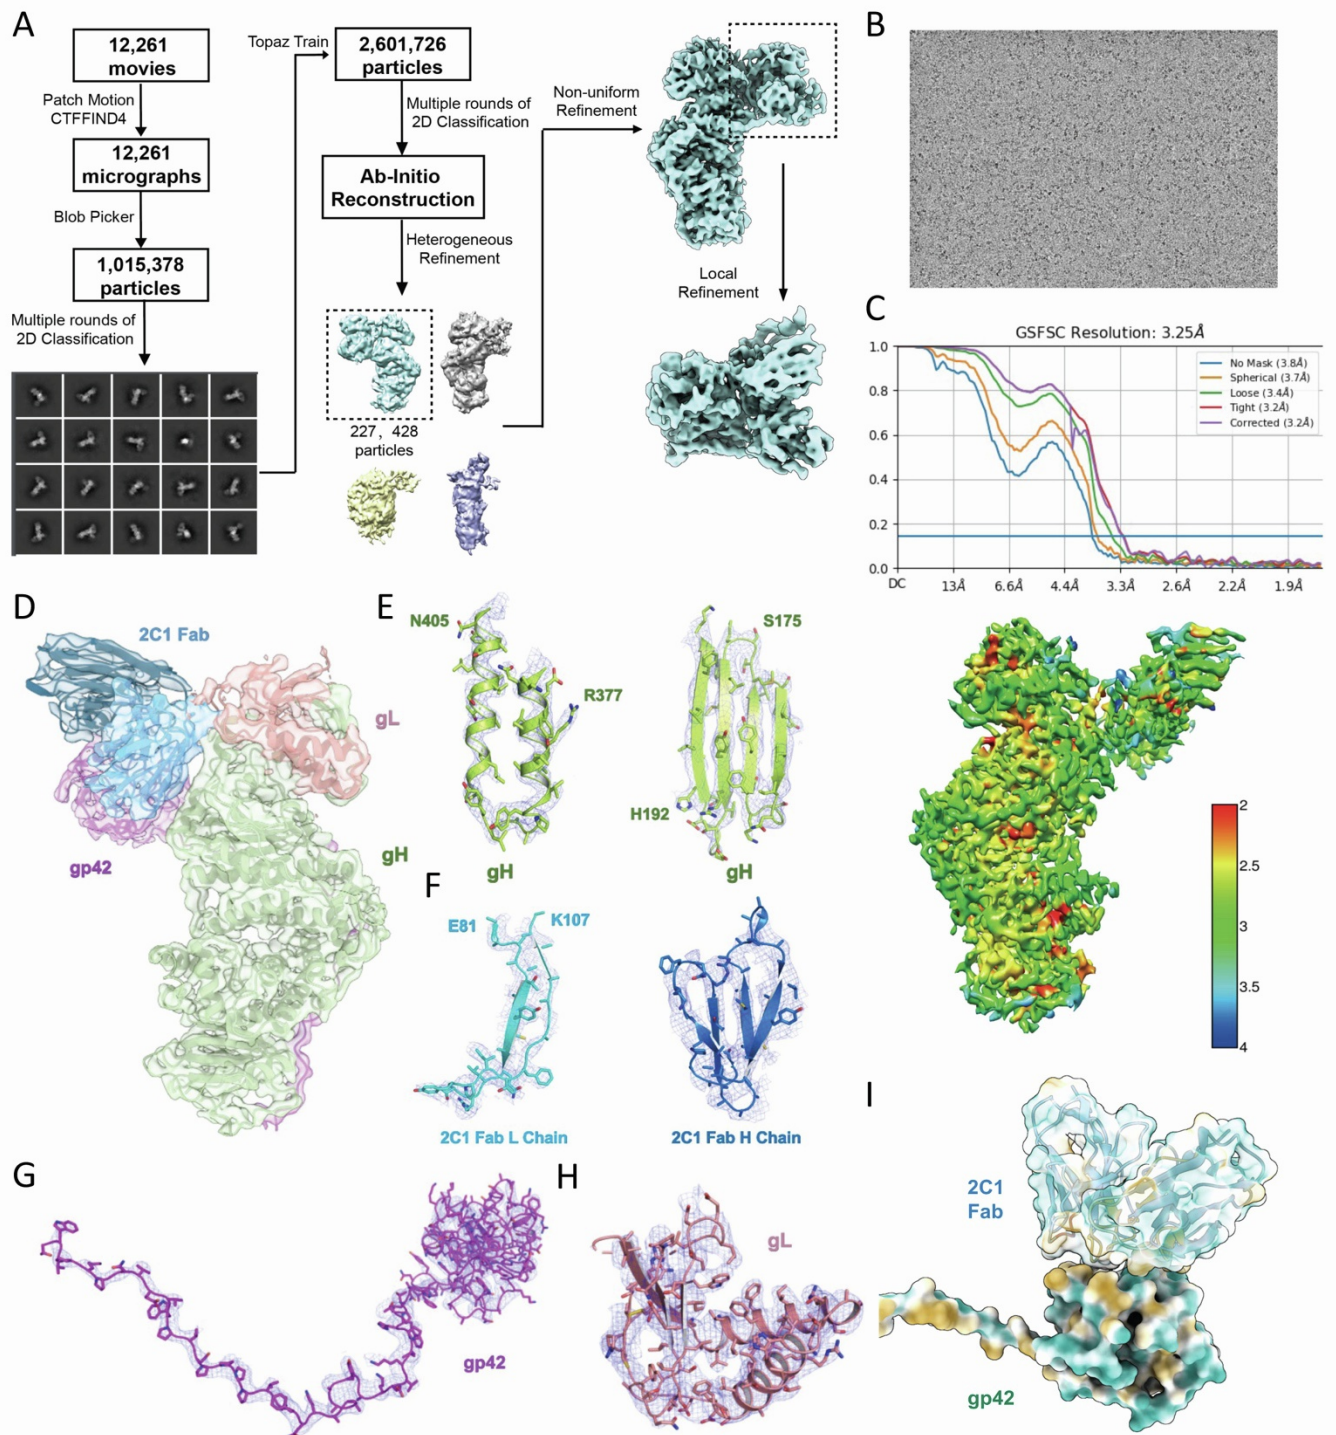 A
12,261
movies
Patch Motion
CTFFIND4
12,261
micrographs
Blob Picker
1,015,378
particles
Multiple rounds of
2D Classification
Topaz Train
2,601,726
particles
Multiple rounds of
2D Classification
Ab-Initio
Reconstruction
Heterogeneous
Refinement
227, 428
particles
Non-uniform
Refinement
Local
Refinement
B
C
GSFSC Resolution: 3.25Å
No Mask (3.8Å)
Spherical (3.7Å)
Loose (3.4Å)
Tight (3.2Å)
Corrected (3.2Å)
1.0
0.8
0.6
0.4
0.2
0.0
DC
13Å
6.6Å
4.4Å
3.3Å
2.6Å
2.2Å
1.9Å
D
2C1 Fab
gL
gp42
gH
E
N405
R377
gH
S175
H192
gH
2
2.5
3
3.5
4
F
E81
K107
2C1 Fab L Chain
2C1 Fab H Chain
G
gp42
H
gL
I
2C1
Fab
gp42